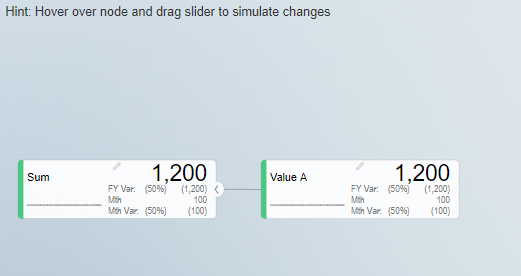 Hint: Hover over node and drag slider to simulate changes
Sum
1,200
FY Var. (50%) (1,200)
Mth 100
Mth Var. (50%) (100)
Value A
1,200
FY Var. (50%) (1,200)
Mth 100
Mth Var. (50%) (100)